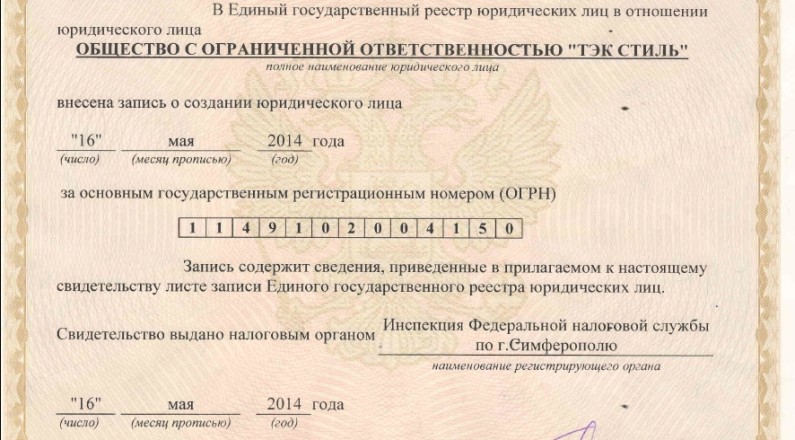 В Единый государственный реестр юридических лиц в отношении
юридического лица
ОБЩЕСТВО С ОГРАНИЧЕННОЙ ОТВЕТСТВЕННОСТЬЮ "ТЭК СТИЛЬ"
полное наименование юридического лица
внесена запись о создании юридического лица
"16" мая 2014 года
(число) (месяц прописью) (год)
за основным государственным регистрационным номером (ОГРН)
1 1 4 9 1 0 2 0 0 4 1 5 0
Запись содержит сведения, приведенные в прилагаемом к настоящему
свидетельству листе записи Единого государственного реестра юридических лиц.
Свидетельство выдано налоговым органом Инспекция Федеральной налоговой службы
по г.Симферополю
наименование регистрирующего органа
"16" мая 2014 года
(число) (месяц прописью) (год)